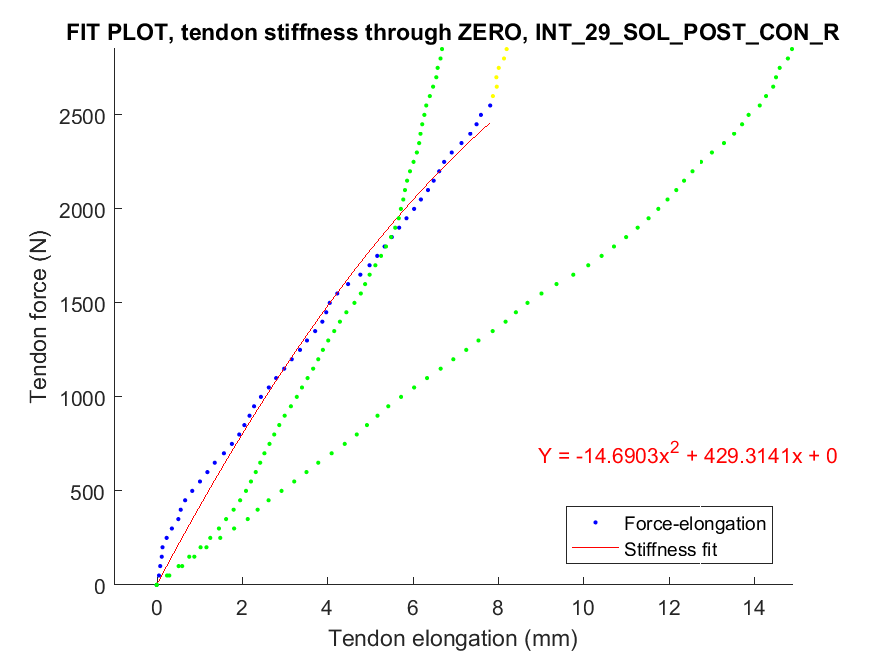 FIT PLOT, tendon stiffness through ZERO, INT_29_SOL_POST_CON_R
2500
2000
1500
1000
500
0
Tendon force (N)
Y = -14.6903x² + 429.3141x + 0
Force-elongation
Stiffness fit
0 2 4 6 8 10 12 14
Tendon elongation (mm)